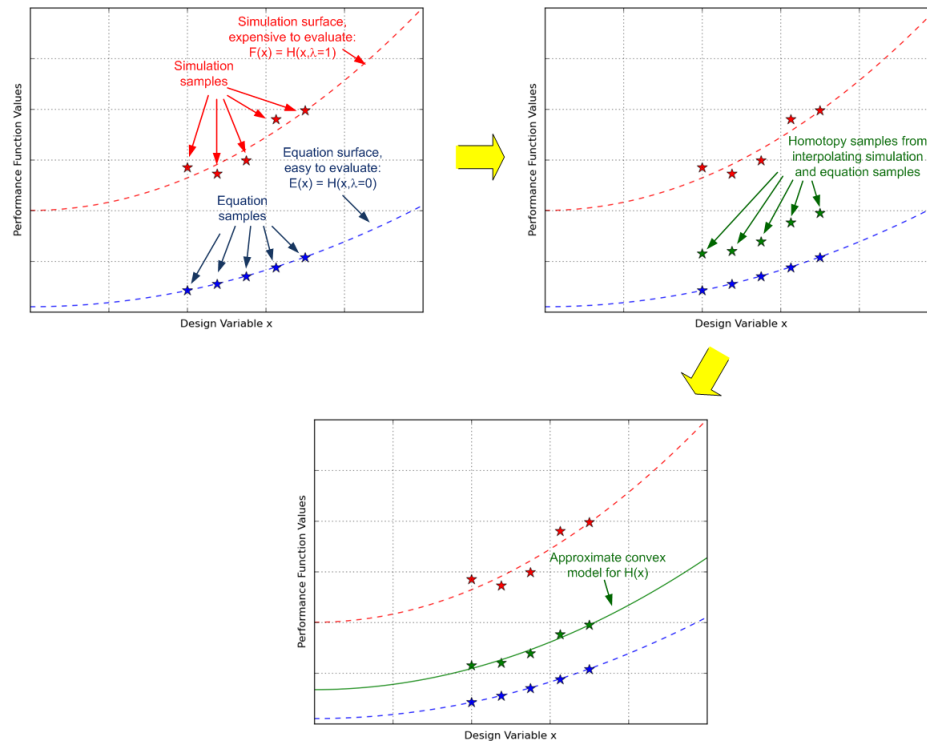 Simulation surface,
expensive to evaluate:
F(x) = H(x,λ=1)
Simulation
samples
Equation surface,
easy to evaluate:
E(x) = H(x,λ=0)
Equation
samples
Performance Function Values
Design Variable x
Homotopy samples from
interpolating simulation
and equation samples
Performance Function Values
Design Variable x
Approximate convex
model for H(x)
Performance Function Values
Design Variable x